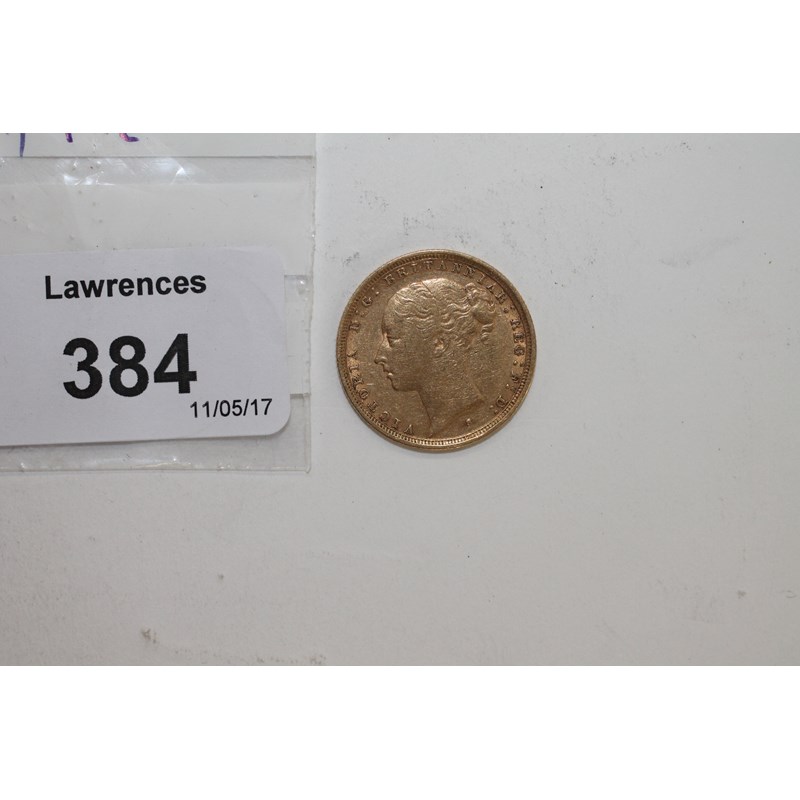 Lawrences
384
11/05/17
VICTORIA D:G: BRITANNIAR: REG: F:D: